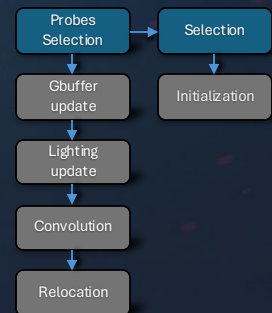 Probes
Selection
Selection
Gbuffer
update
Initialization
Lighting
update
Convolution
Relocation